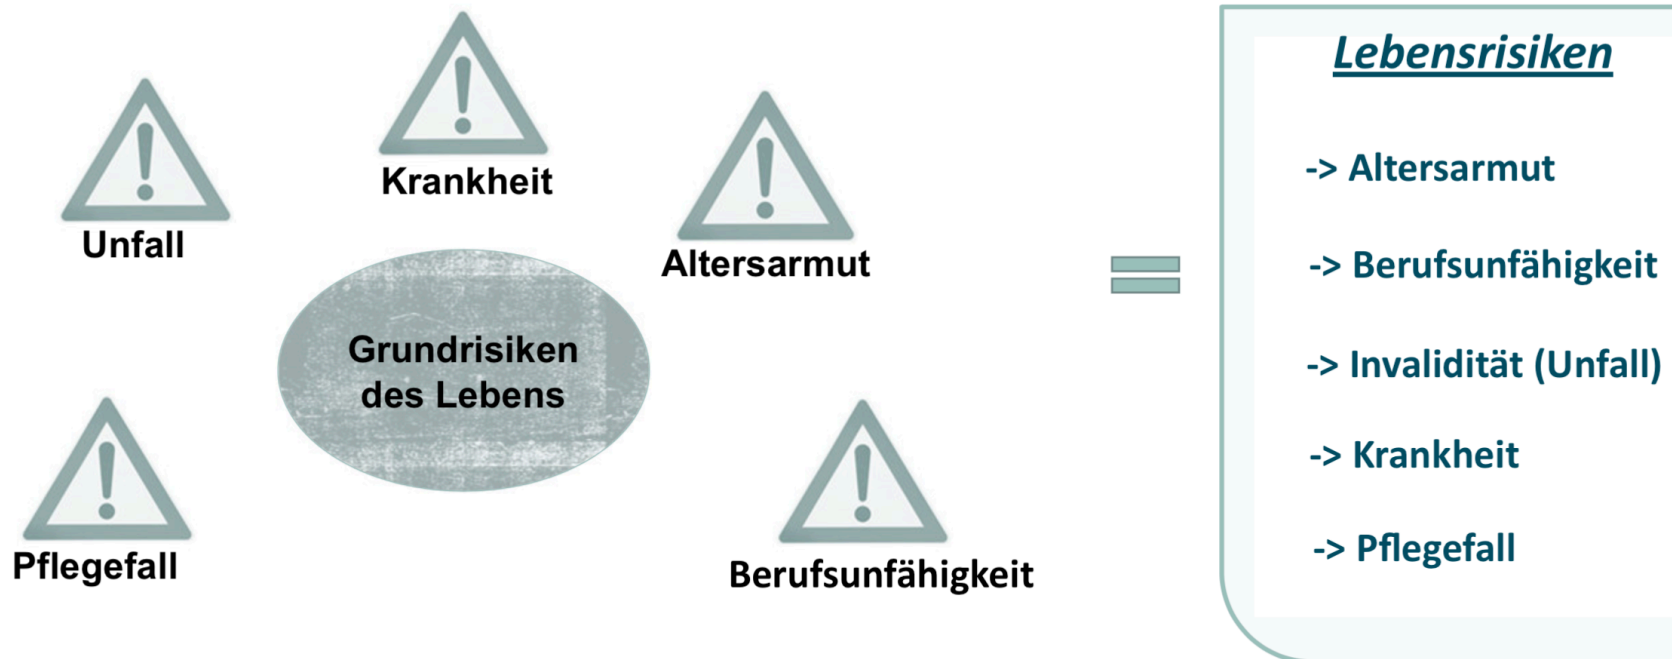 Krankheit
Unfall
Altersarmut
Grundrisiken
des Lebens
Pflegefall
Berufsunfähigkeit
Lebensrisiken
-> Altersarmut
-> Berufsunfähigkeit
-> Invalidität (Unfall)
-> Krankheit
-> Pflegefall